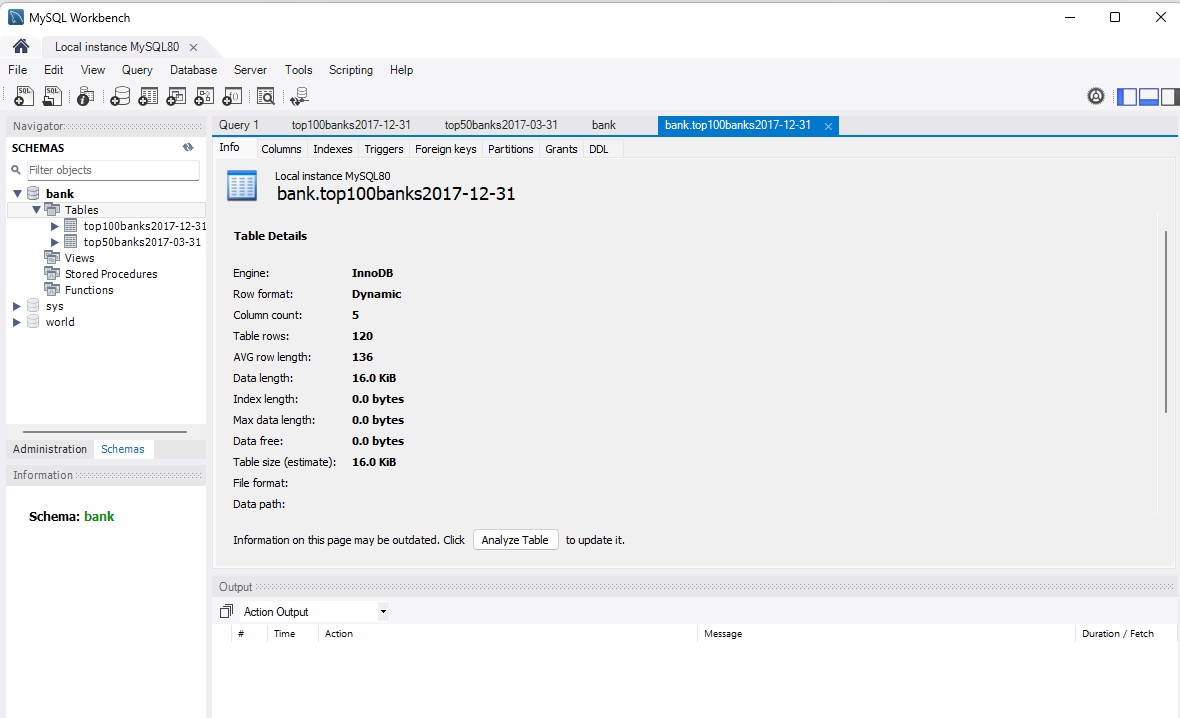 MySQL Workbench
Local instance MySQL80
File Edit View Query Database Server Tools Scripting Help
Navigator
SCHEMAS
Filter objects
bank
Tables
top100banks2017-12-31
top50banks2017-03-31
Views
Stored Procedures
Functions
sys
world
Administration Schemas
Information
Schema: bank
Query 1 top100banks2017-12-31 top50banks2017-03-31 bank bank.top100banks2017-12-31
Info Columns Indexes Triggers Foreign keys Partitions Grants DDL
Local instance MySQL80
bank.top100banks2017-12-31
Table Details
Engine: InnoDB
Row format: Dynamic
Column count: 5
Table rows: 120
AVG row length: 136
Data length: 16.0 KiB
Index length: 0.0 bytes
Max data length: 0.0 bytes
Data free: 0.0 bytes
Table size (estimate): 16.0 KiB
File format:
Data path:
Information on this page may be outdated. Click Analyze Table to update it.
Output
Action Output
# Time Action Message Duration / Fetch